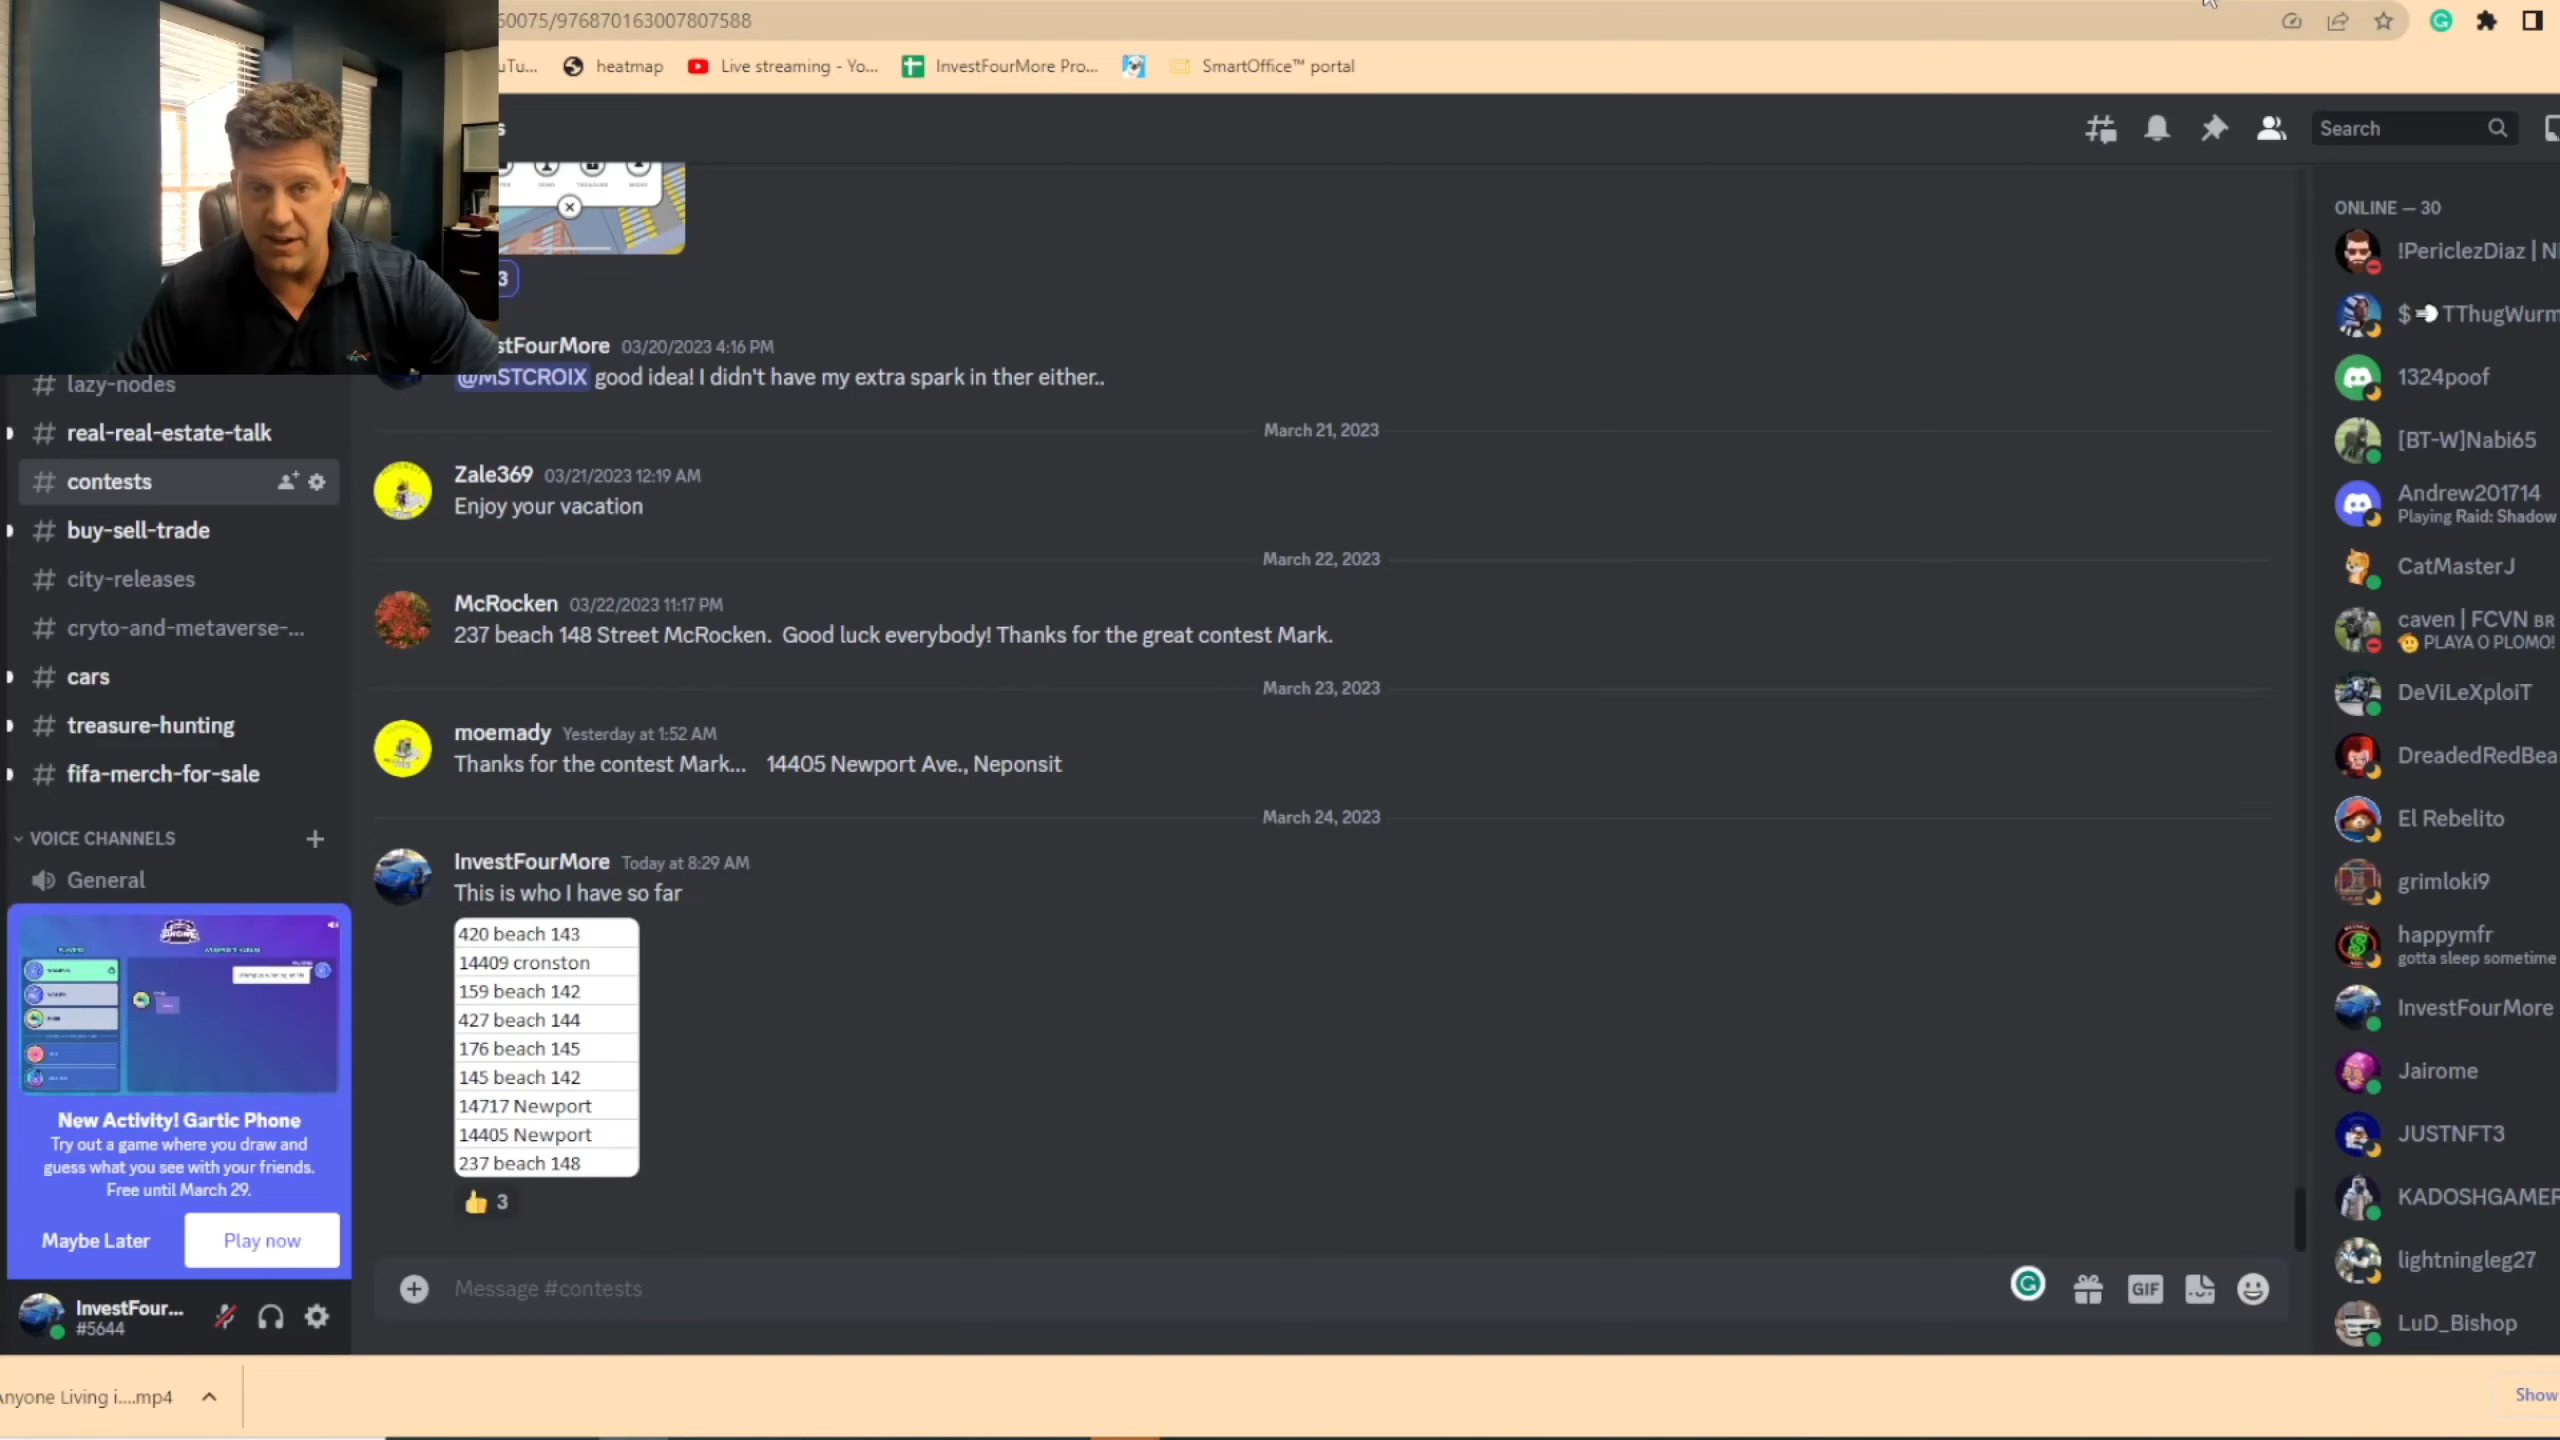 50075/976870163007807588
uTu...
heatmap
Live streaming - Yo...
InvestFourMore Pro...
SmartOffice™ portal
s
Search
3
stFourMore 03/20/2023 4:16 PM
@MSTCROIX good idea! I didn't have my extra spark in ther either..
March 21, 2023
Zale369 03/21/2023 12:19 AM
Enjoy your vacation
March 22, 2023
McRocken 03/22/2023 11:17 PM
237 beach 148 Street McRocken. Good luck everybody! Thanks for the great contest Mark.
March 23, 2023
moemady Yesterday at 1:52 AM
Thanks for the contest Mark... 14405 Newport Ave., Neponsit
March 24, 2023
InvestFourMore Today at 8:29 AM
This is who I have so far
420 beach 143
14409 cronston
159 beach 142
427 beach 144
176 beach 145
145 beach 142
14717 Newport
14405 Newport
237 beach 148
3
Message #contests
GIF
lazy-nodes
real-real-estate-talk
contests
buy-sell-trade
city-releases
cryto-and-metaverse-...
cars
treasure-hunting
fifa-merch-for-sale
VOICE CHANNELS
General
New Activity! Gartic Phone
Try out a game where you draw and
guess what you see with your friends.
Free until March 29.
Maybe Later
Play now
InvestFour...
#5644
ONLINE — 30
!PericlezDiaz | N
$ TThugWurm
1324poof
[BT-W]Nabi65
Andrew201714
Playing Raid: Shadow
CatMasterJ
caven | FCVN BR
PLAYA O PLOMO!
DeViLeXploiT
DreadedRedBea
El Rebelito
grimloki9
happymfr
gotta sleep sometime
InvestFourMore
Jairome
JUSTNFT3
KADOSHGAMER
lightningleg27
LuD_Bishop
Anyone Living i....mp4
Show